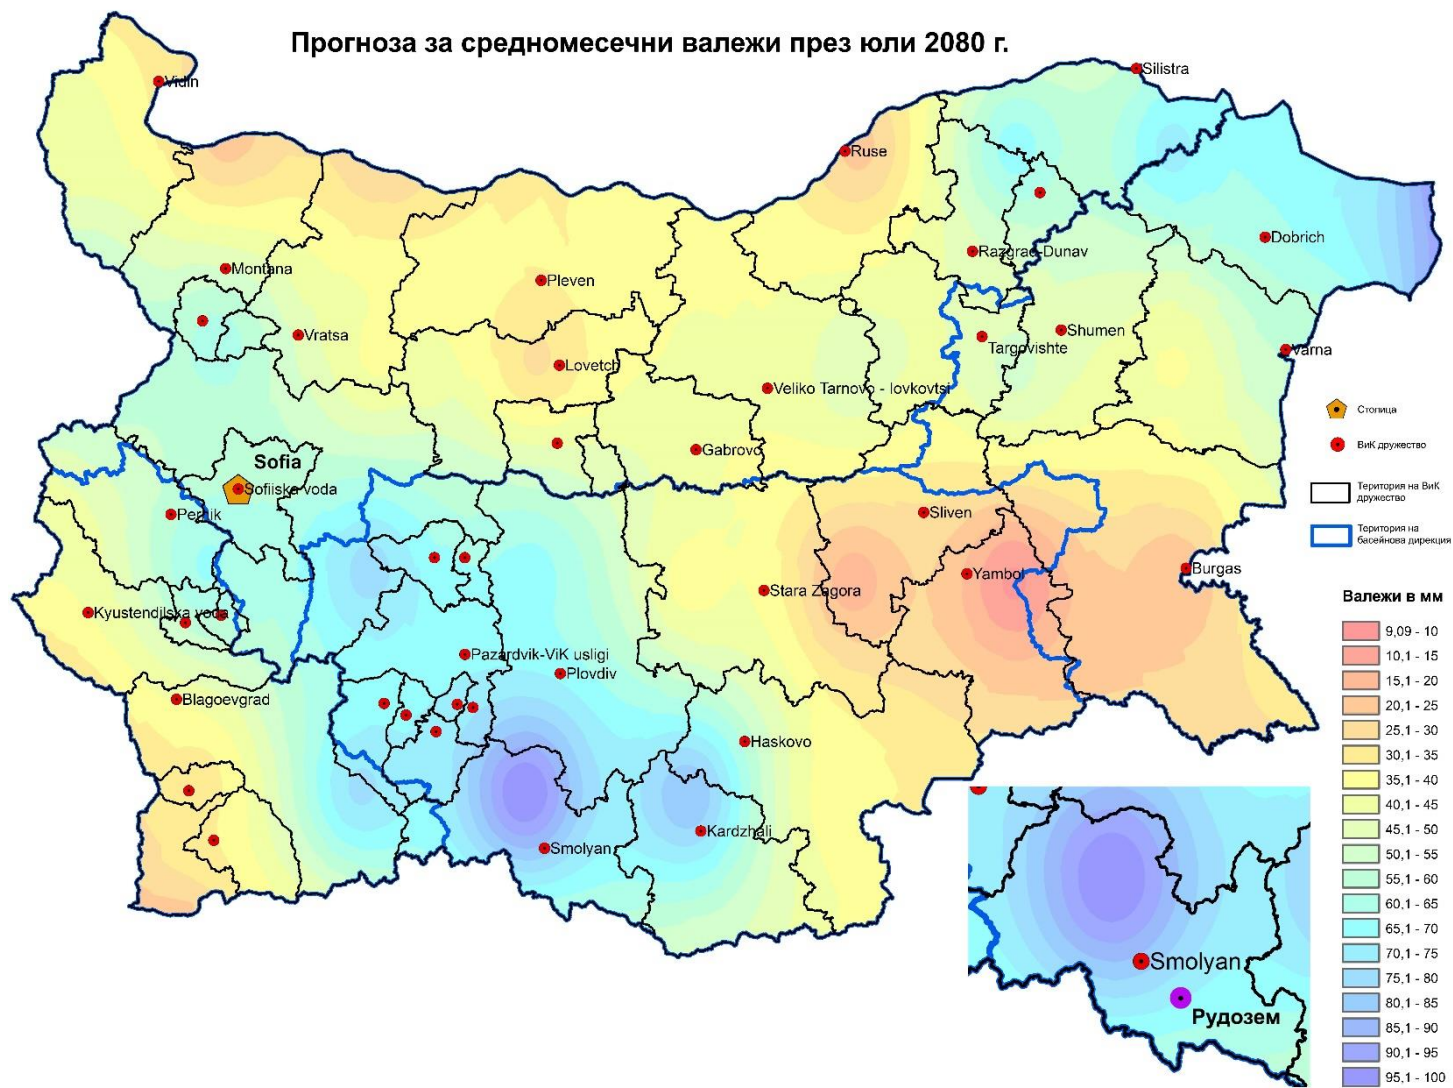 Прогноза за средномесечни валежи през юли 2080 г.
Vidin
Silistra
Ruse
Dobrich
Razgrad-Dunav
Montana
Pleven
Vratsa
Shumen
Targovishte
Varna
Lovetch
Veliko Tarnovo - Iovkovtsi
Gabrovo
Sofia
Sofiiska voda
Pernik
Sliven
Burgas
Yambol
Stara Zagora
Kyustendilska voda
Pazardvik-ViK uslıgi
Plovdiv
Blagoevgrad
Haskovo
Kardzhali
Smolyan
Smolyan
Рудозем
Столица
ВиК дружество
Територия на ВиК
дружество
Територия на
басейнова дирекция
Валежи в мм
9,09 - 10
10,1 - 15
15,1 - 20
20,1 - 25
25,1 - 30
30,1 - 35
35,1 - 40
40,1 - 45
45,1 - 50
50,1 - 55
55,1 - 60
60,1 - 65
65,1 - 70
70,1 - 75
75,1 - 80
80,1 - 85
85,1 - 90
90,1 - 95
95,1 - 100